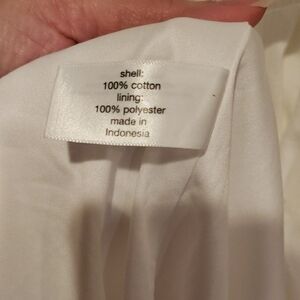 shell:
100% cotton
lining:
100% polyester
made in
Indonesia